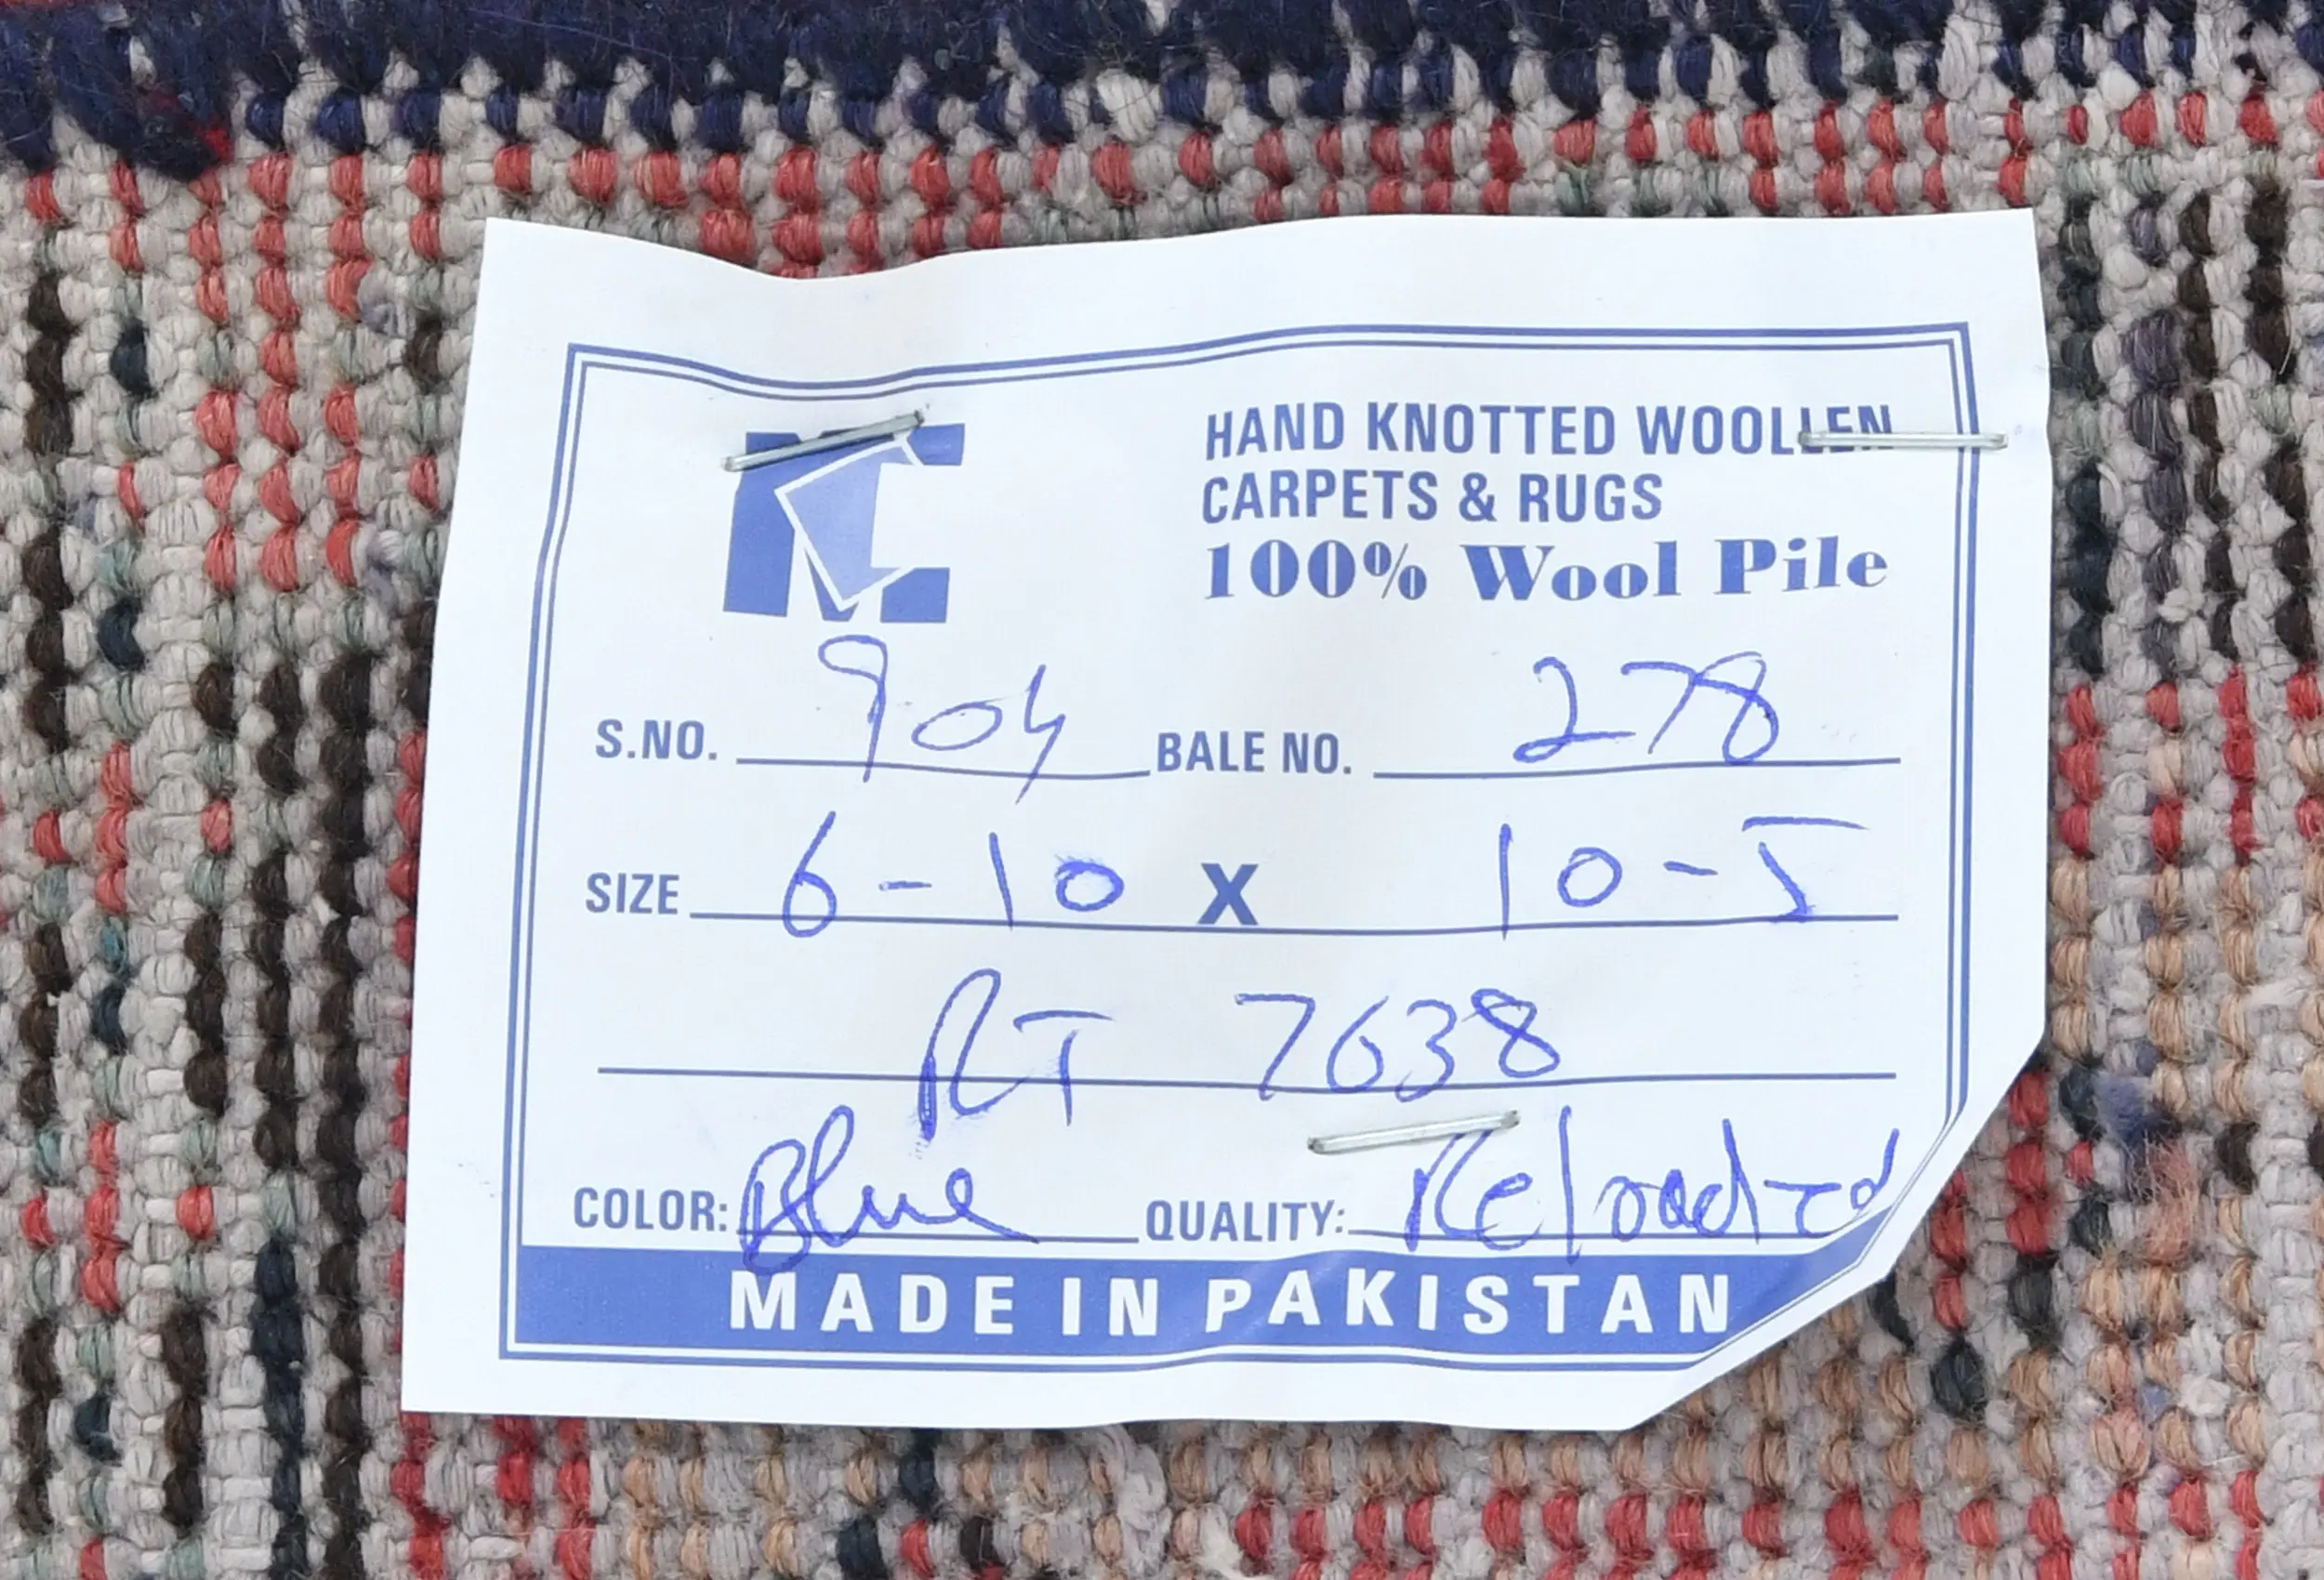 HAND KNOTTED WOOLLEN
CARPETS & RUGS
100% Wool Pile
S.NO. 904 BALE NO. 278
SIZE 6-10 X 10-5
RT 7638
COLOR: Blue QUALITY: Reloaded
MADE IN PAKISTAN